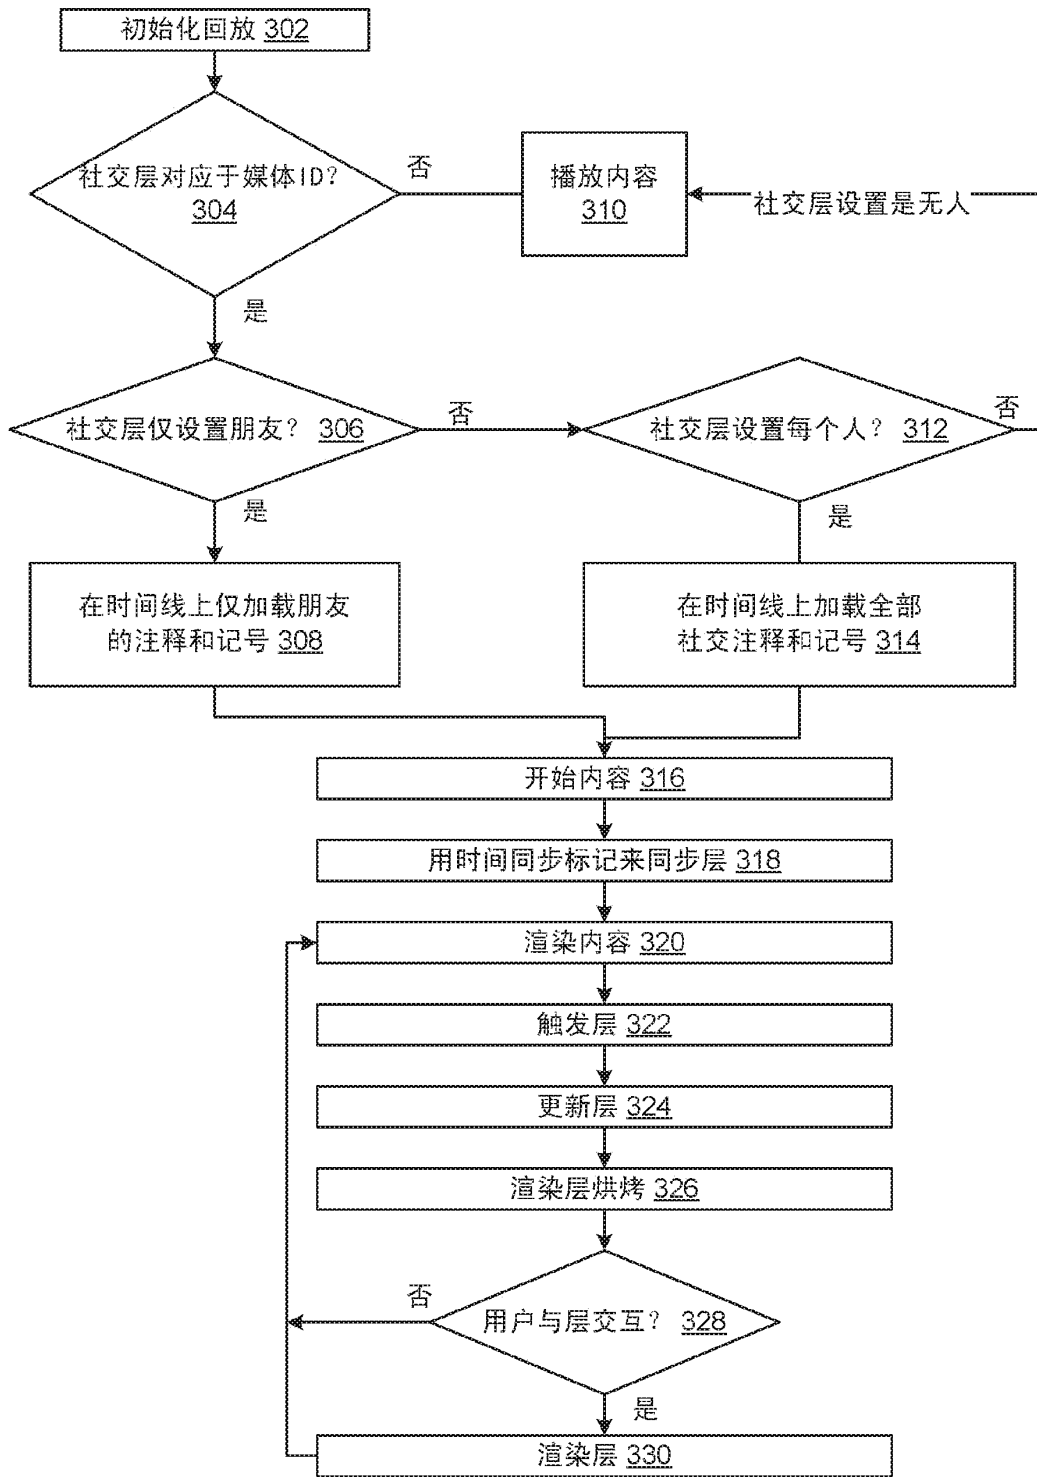 初始化回放 302
社交层对应于媒体ID?
304
否
播放内容
310
社交层设置是无人
是
社交层仅设置朋友? 306
否
社交层设置每个人? 312
否
是
是
在时间线上仅加载朋友
的注释和记号 308
在时间线上加载全部
社交注释和记号 314
开始内容 316
用时间同步标记来同步层 318
渲染内容 320
触发层 322
更新层 324
渲染层烘烤 326
否
用户与层交互? 328
是
渲染层 330